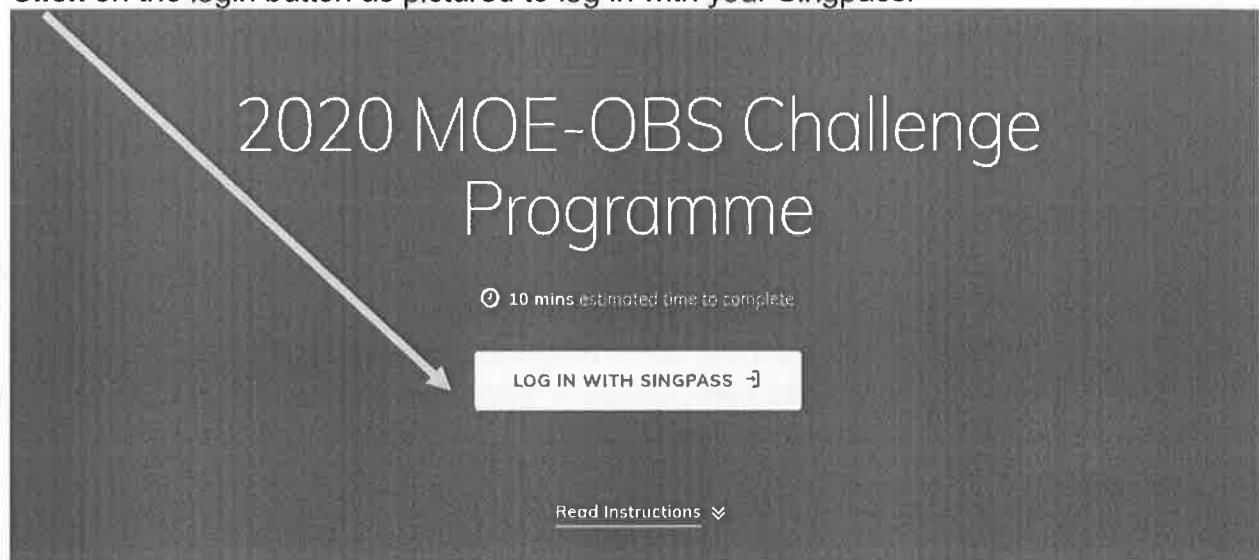 Click on the login button as pictured to log in with your Singpass.
2020 MOE-OBS Challenge
Programme
10 mins estimated time to complete
LOG IN WITH SINGPASS
Read Instructions